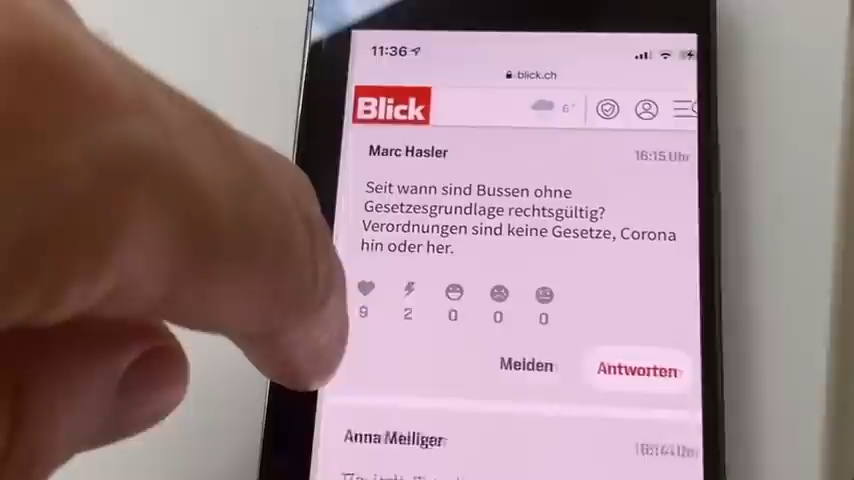 11:36
blick.ch
Blick
6°
Marc Hasler
16:15 Uhr
Seit wann sind Bussen ohne
Gesetzesgrundlage rechtsgültig?
Verordnungen sind keine Gesetze, Corona
hin oder her.
9 2 0 0 0
Melden Antworten
Anna Meiliger